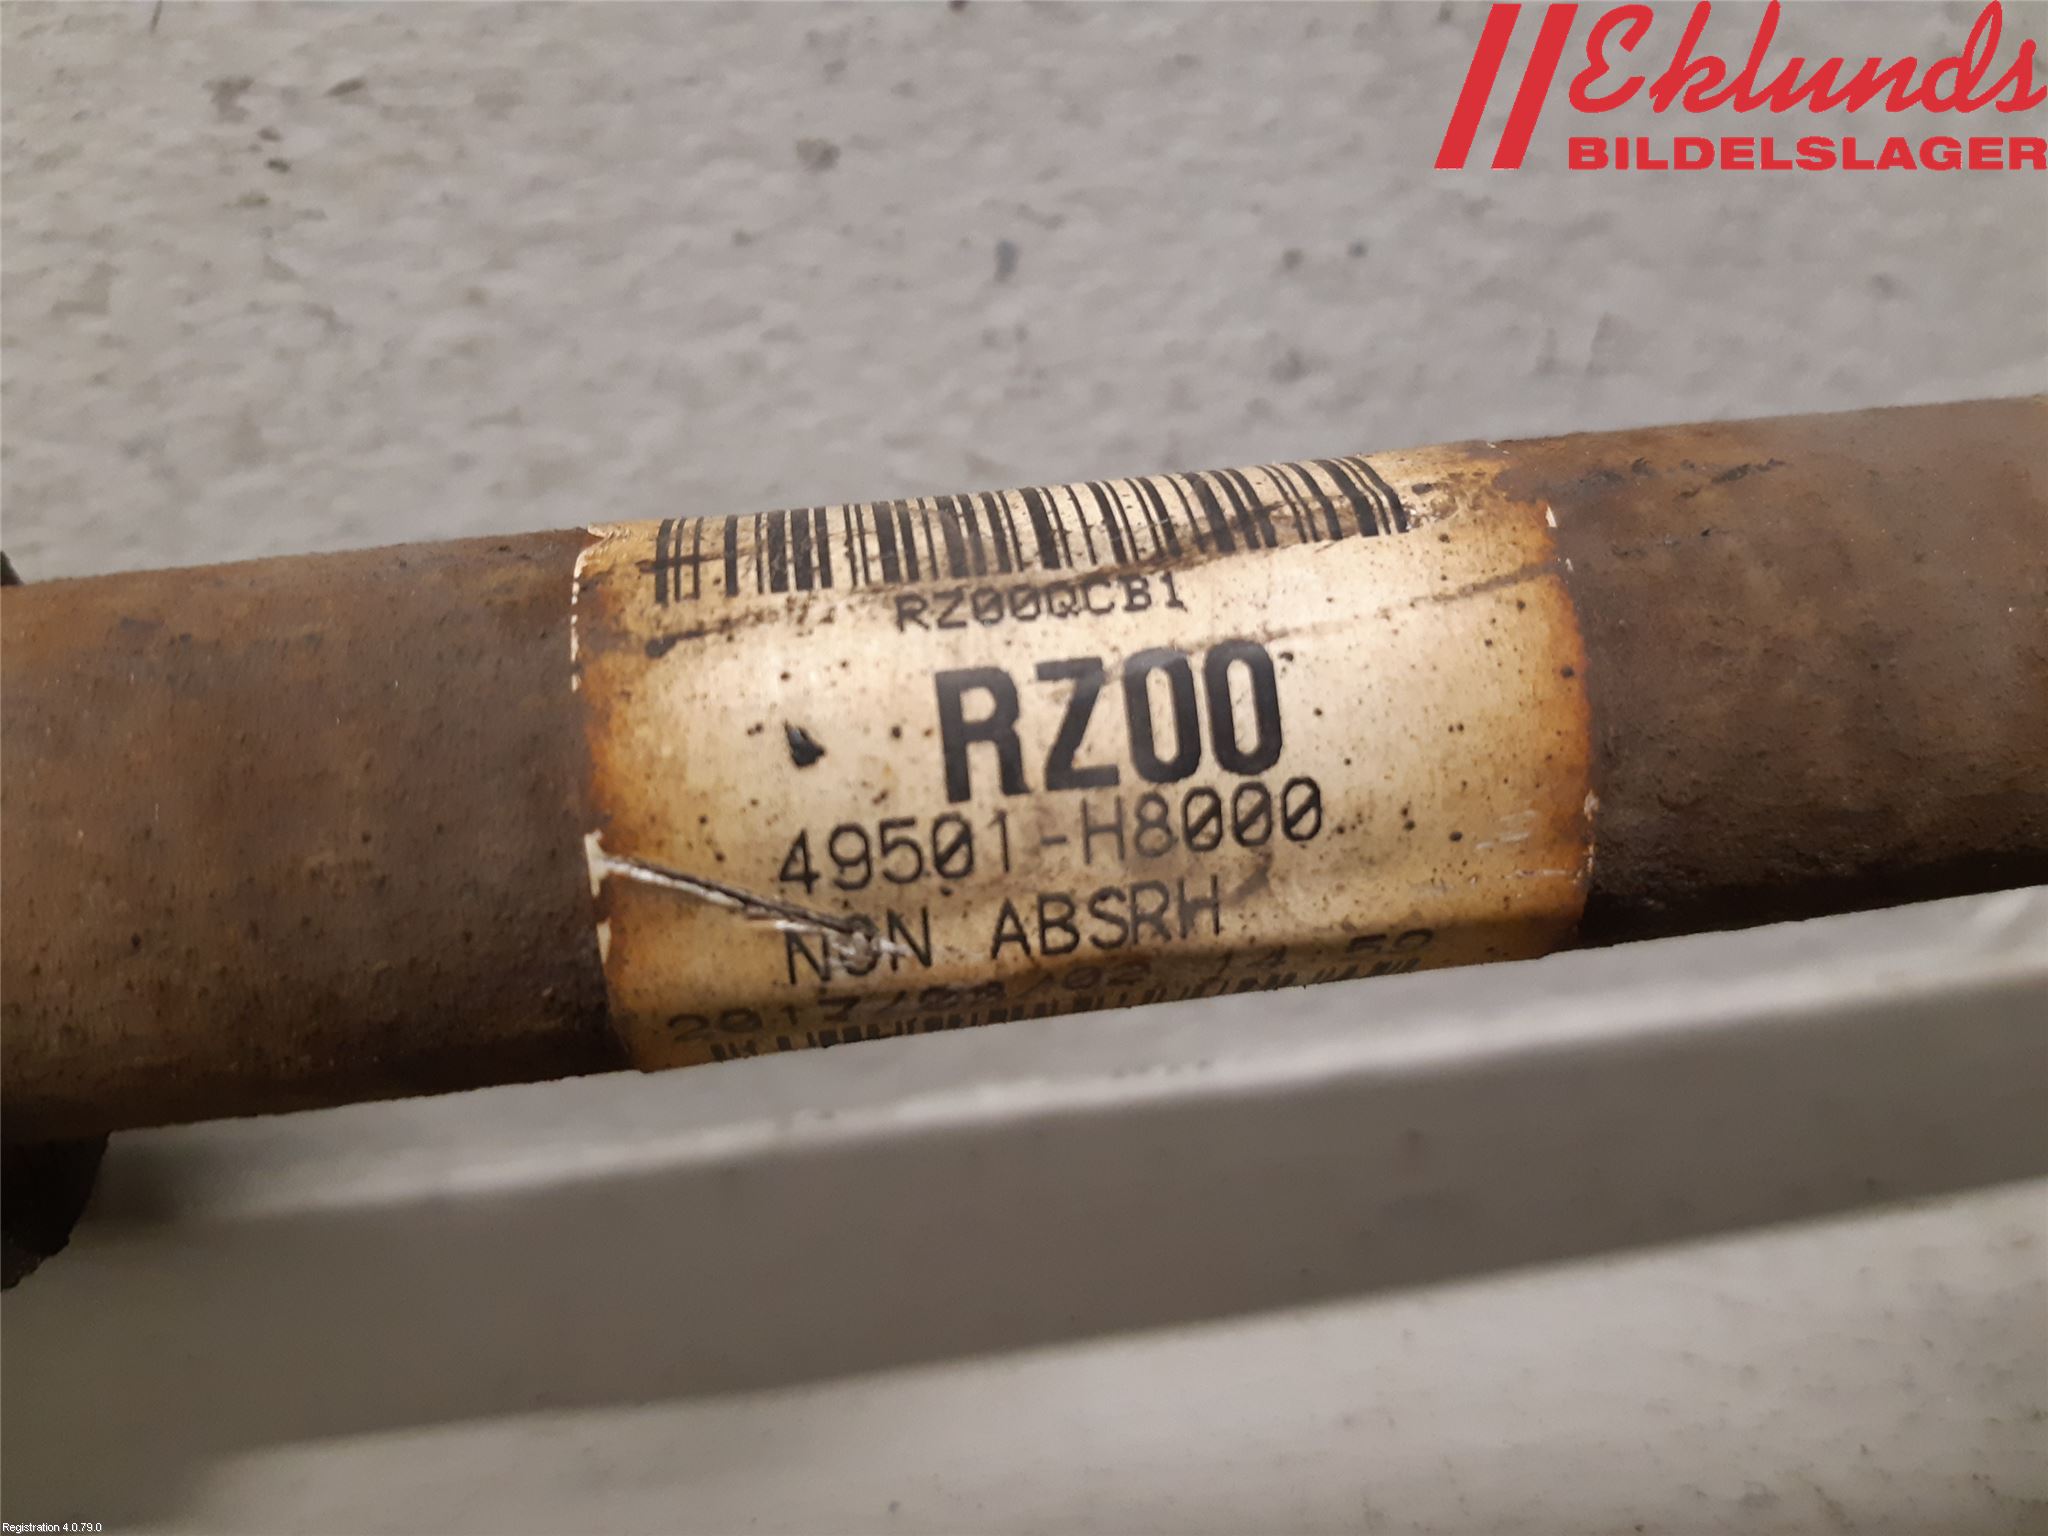 Eklunds
BILDELSLAGER
RZ00QCB1
RZ00
49501-H8000
NON ABSRH
Registration 4.0.79.0